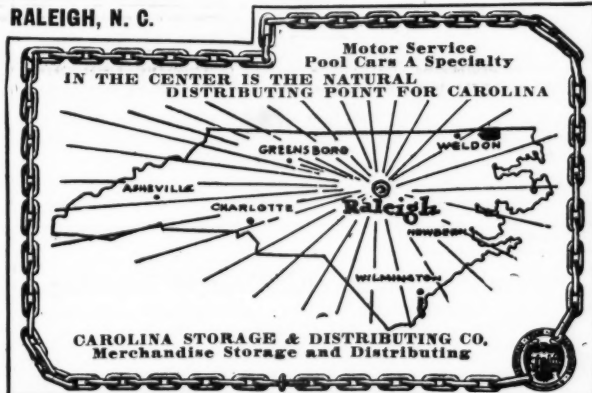 RALEIGH, N. C.
Motor Service
Pool Cars A Specialty
IN THE CENTER IS THE NATURAL
DISTRIBUTING POINT FOR CAROLINA
GREENSBORO
WELDON
ASHEVILLE
CHARLOTTE
Raleigh
NEWBERN
WILMINGTON
CAROLINA STORAGE & DISTRIBUTING CO.
Merchandise Storage and Distributing